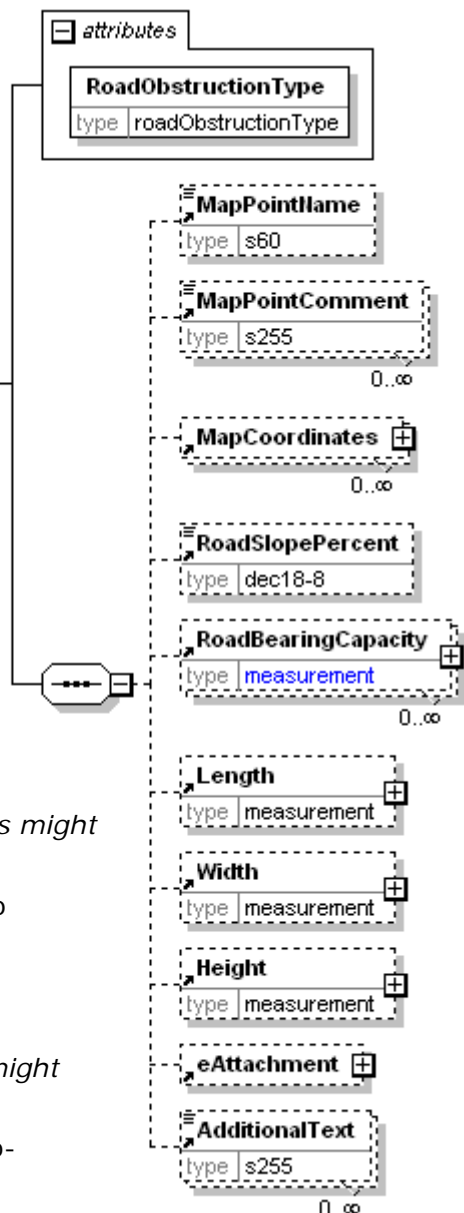 attributes
RoadObstructionType
type roadObstructionType
MapPointName
type s60
MapPointComment
type s255
0..∞
MapCoordinates
0..∞
RoadSlopePercent
type dec18-8
RoadBearingCapacity
type measurement
0..∞
Length
type measurement
s might
Width
type measurement
Height
type measurement
might
eAttachment
AdditionalText
type s255
0..∞